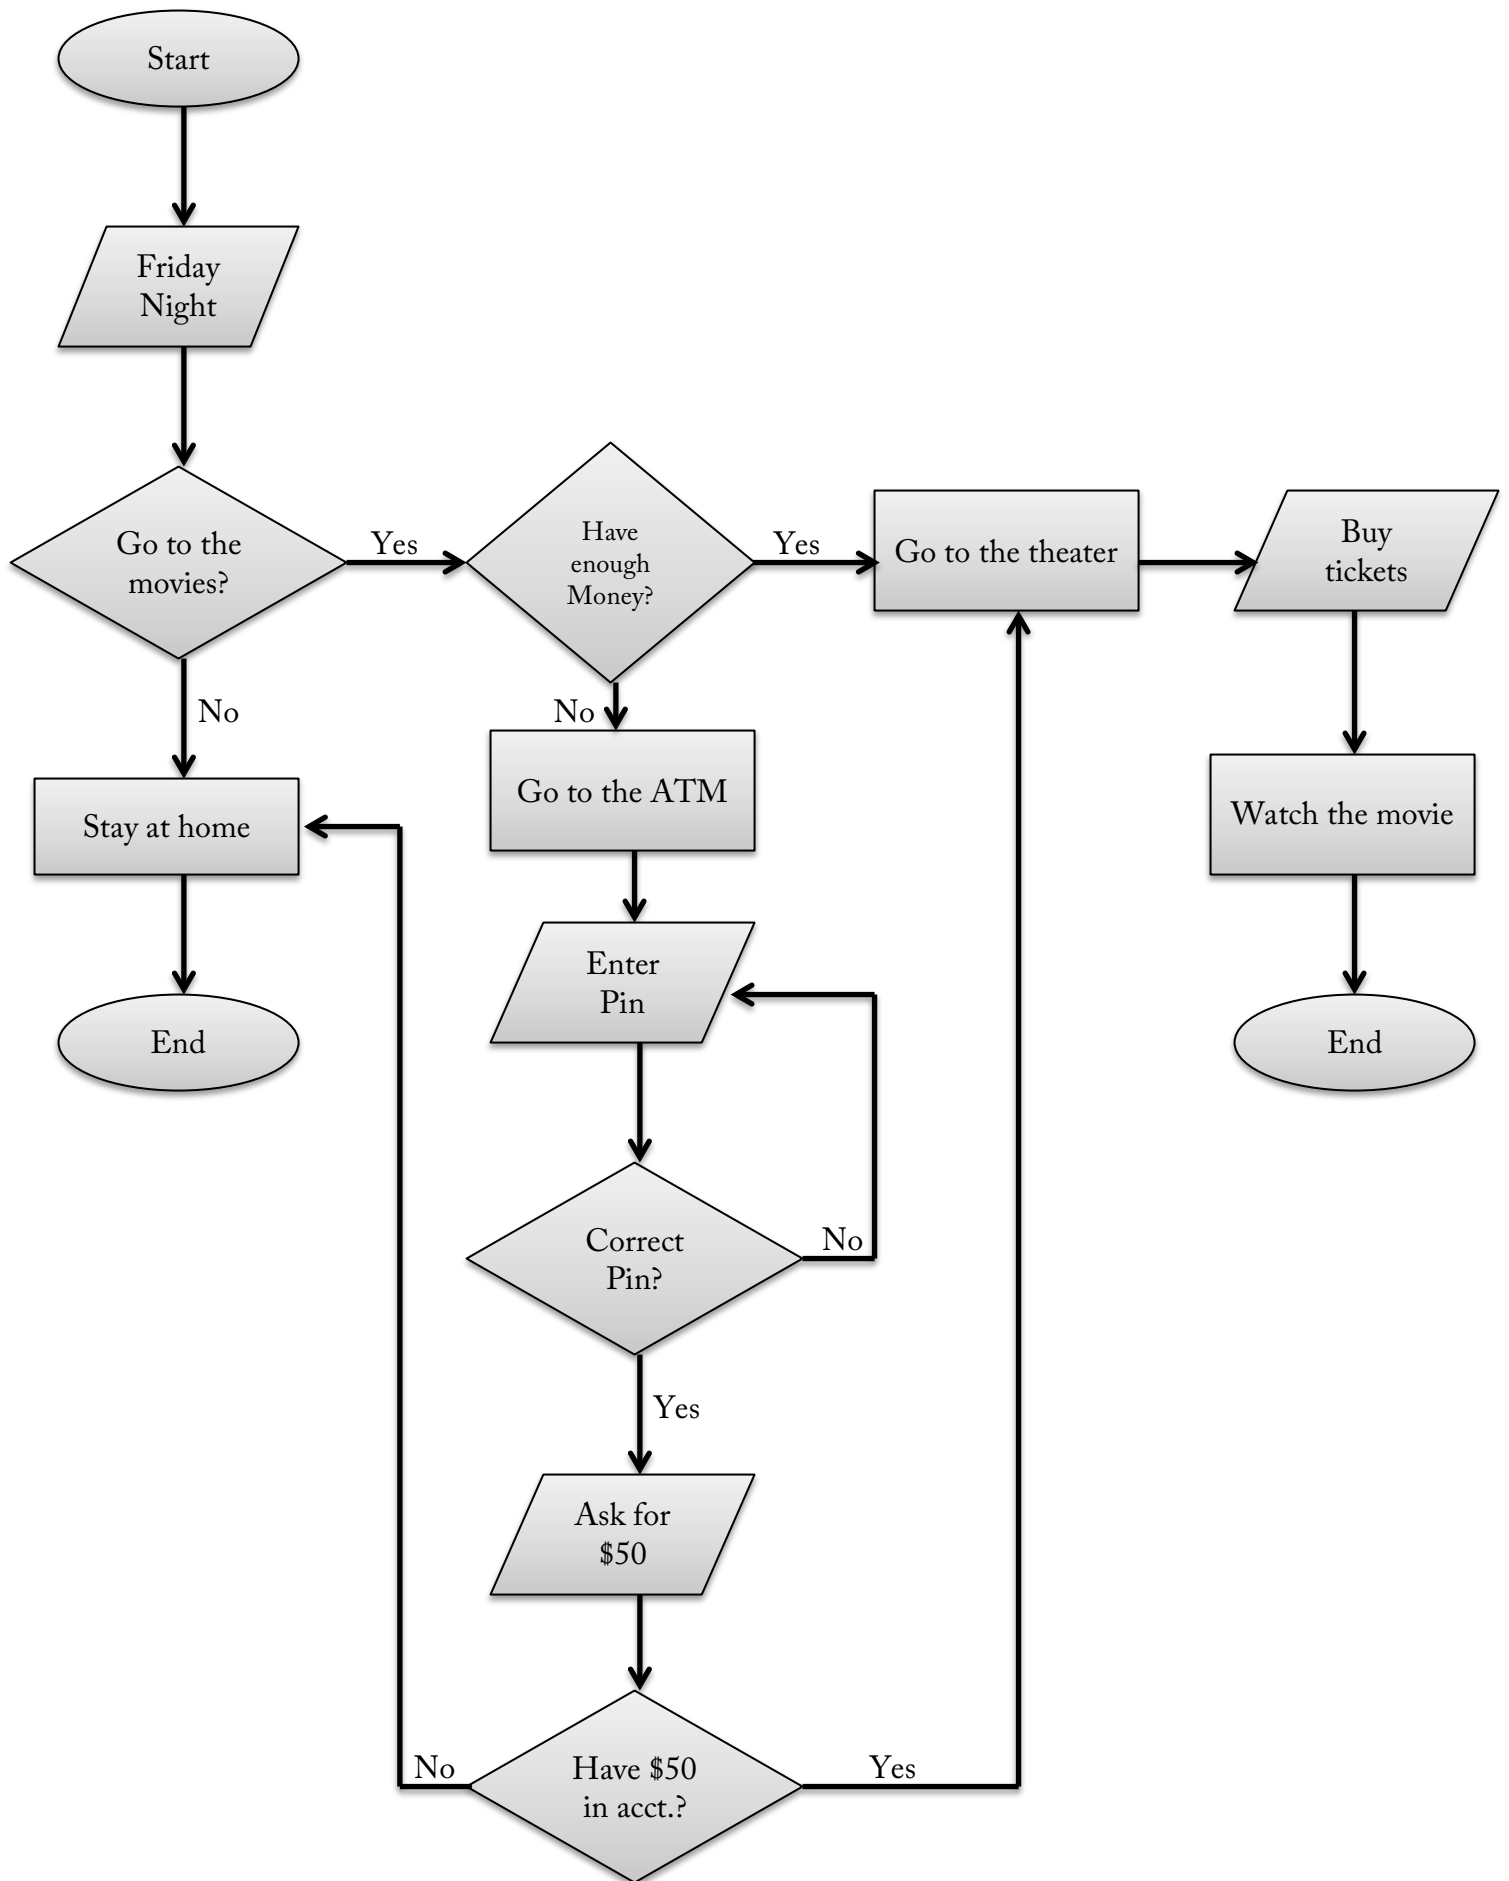 Start
Friday
Night
Go to the
movies?
Yes
Have
enough
Money?
Yes
Go to the theater
Buy
tickets
No
No
Stay at home
Go to the ATM
Watch the movie
End
Enter
Pin
End
Correct
Pin?
No
Yes
Ask for
$50
No
Have $50
in acct.?
Yes